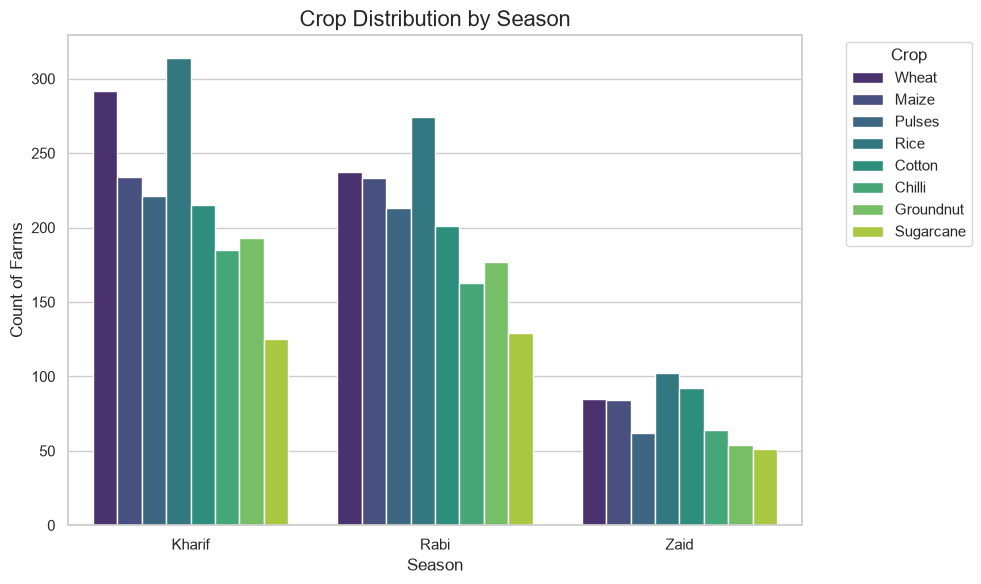 Crop Distribution by Season
Count of Farms
300
250
200
150
100
50
0
Kharif
Rabi
Zaid
Season
Crop
Wheat
Maize
Pulses
Rice
Cotton
Chilli
Groundnut
Sugarcane